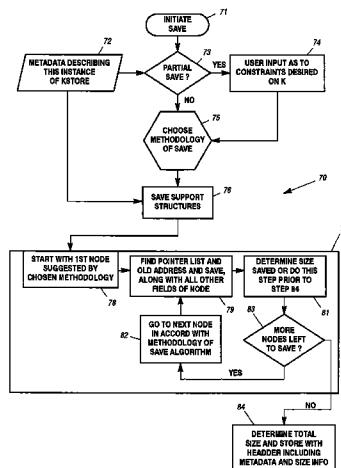 INITIATE
SAVE
71
72
METADATA DESCRIBING
THIS INSTANCE
OF
KSTORE
73
PARTIAL
SAVE ?
YES
74
USER INPUT AS TO
CONSTRAINTS DESIRED
ON K
NO
75
CHOOSE
METHODOLOGY
OF SAVE
SAVE SUPPORT
STRUCTURES
76
70
START WITH 1ST NODE
SUGGESTED BY
CHOSEN METHODOLOGY
78
FIND POINTER LIST AND
OLD ADDRESS AND SAVE,
ALONG WITH ALL OTHER
FIELDS OF NODE
79
DETERMINE SIZE
SAVED OR DO THIS
STEP PRIOR TO
STEP 84
81
83
MORE
NODES LEFT
TO SAVE ?
82
GO TO NEXT NODE
IN ACCORD WITH
METHODOLOGY OF
SAVE ALGORITHM
YES
NO
84
DETERMINE TOTAL
SIZE AND STORE WITH
HEADDER INCLUDING
METADATA AND SIZE INFO